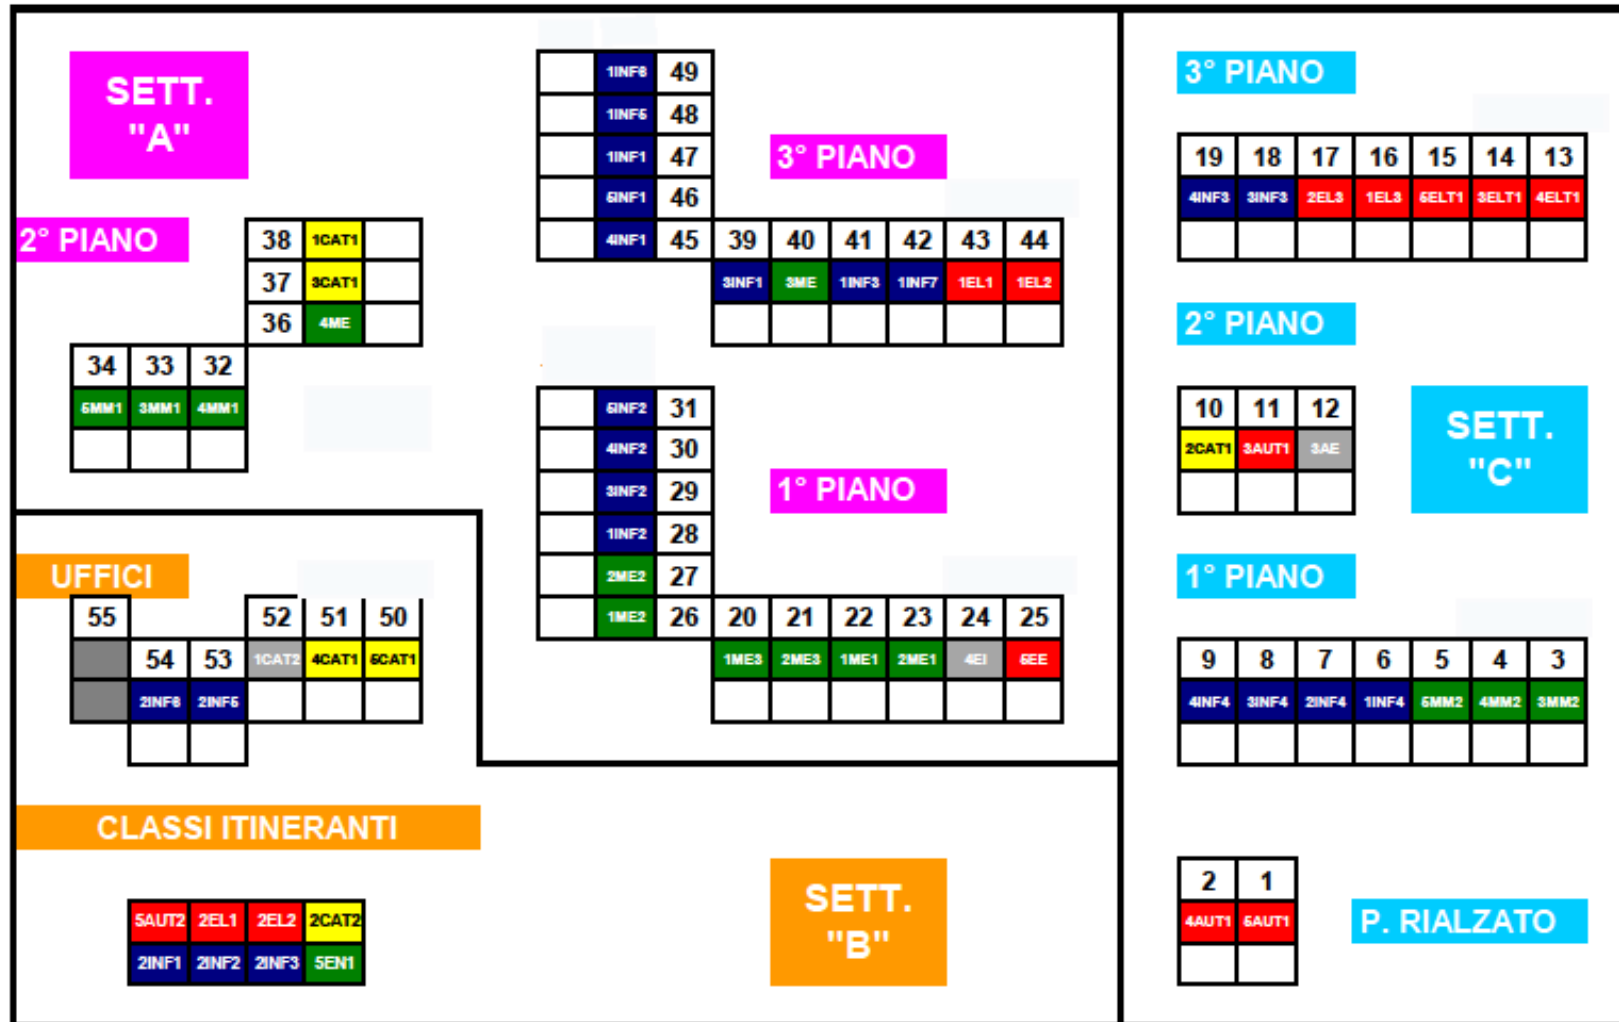 SETT.
"A"
2° PIANO
38 1CAT1
37 3CAT1
36 4ME
34 33 32
5MM1 3MM1 4MM1
1INF6 49
1INF5 48
1INF1 47
5INF1 46
4INF1 45
3° PIANO
39 40 41 42 43 44
3INF1 3ME 1INF3 1INF7 1EL1 1EL2
5INF2 31
4INF2 30
3INF2 29
1INF2 28
2ME2 27
1ME2 26
1° PIANO
20 21 22 23 24 25
1ME3 2ME3 1ME1 2ME1 4EI 5EE
UFFICI
55 52 51 50
54 53 1CAT2 4CAT1 5CAT1
2INF6 2INF5
CLASSI ITINERANTI
5AUT2 2EL1 2EL2 2CAT2
2INF1 2INF2 2INF3 5EN1
SETT.
"B"
3° PIANO
19 18 17 16 15 14 13
4INF3 3INF3 2EL3 1EL3 5ELT1 3ELT1 4ELT1
2° PIANO
10 11 12
2CAT1 3AUT1 3AE
SETT.
"C"
1° PIANO
9 8 7 6 5 4 3
4INF4 3INF4 2INF4 1INF4 5MM2 4MM2 3MM2
2 1
4AUT1 5AUT1
P. RIALZATO